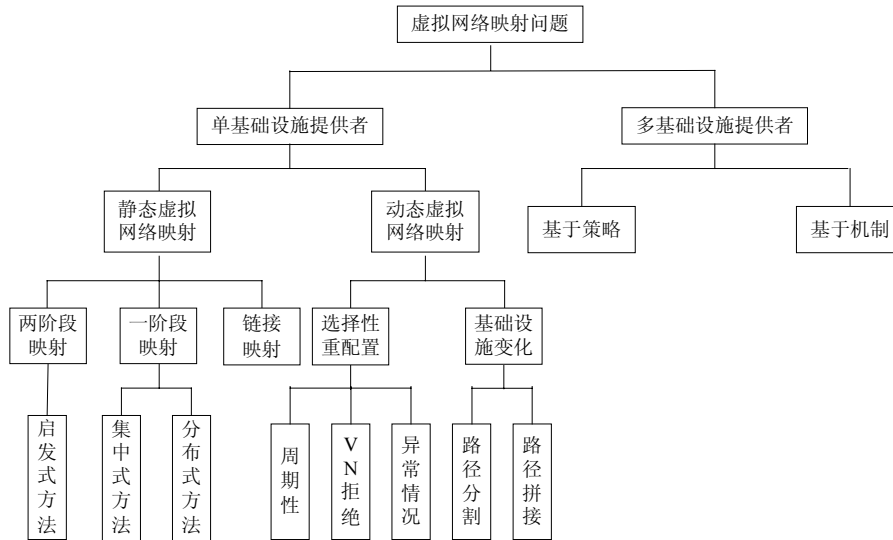 虚拟网络映射问题
单基础设施提供者
多基础设施提供者
静态虚拟
网络映射
动态虚拟
网络映射
基于策略
基于机制
两阶段
映射
一阶段
映射
链接
映射
选择性
重配置
基础设
施变化
启发式方法
集中式方法
分布式方法
周期性
VN拒绝
异常情况
路径分割
路径拼接